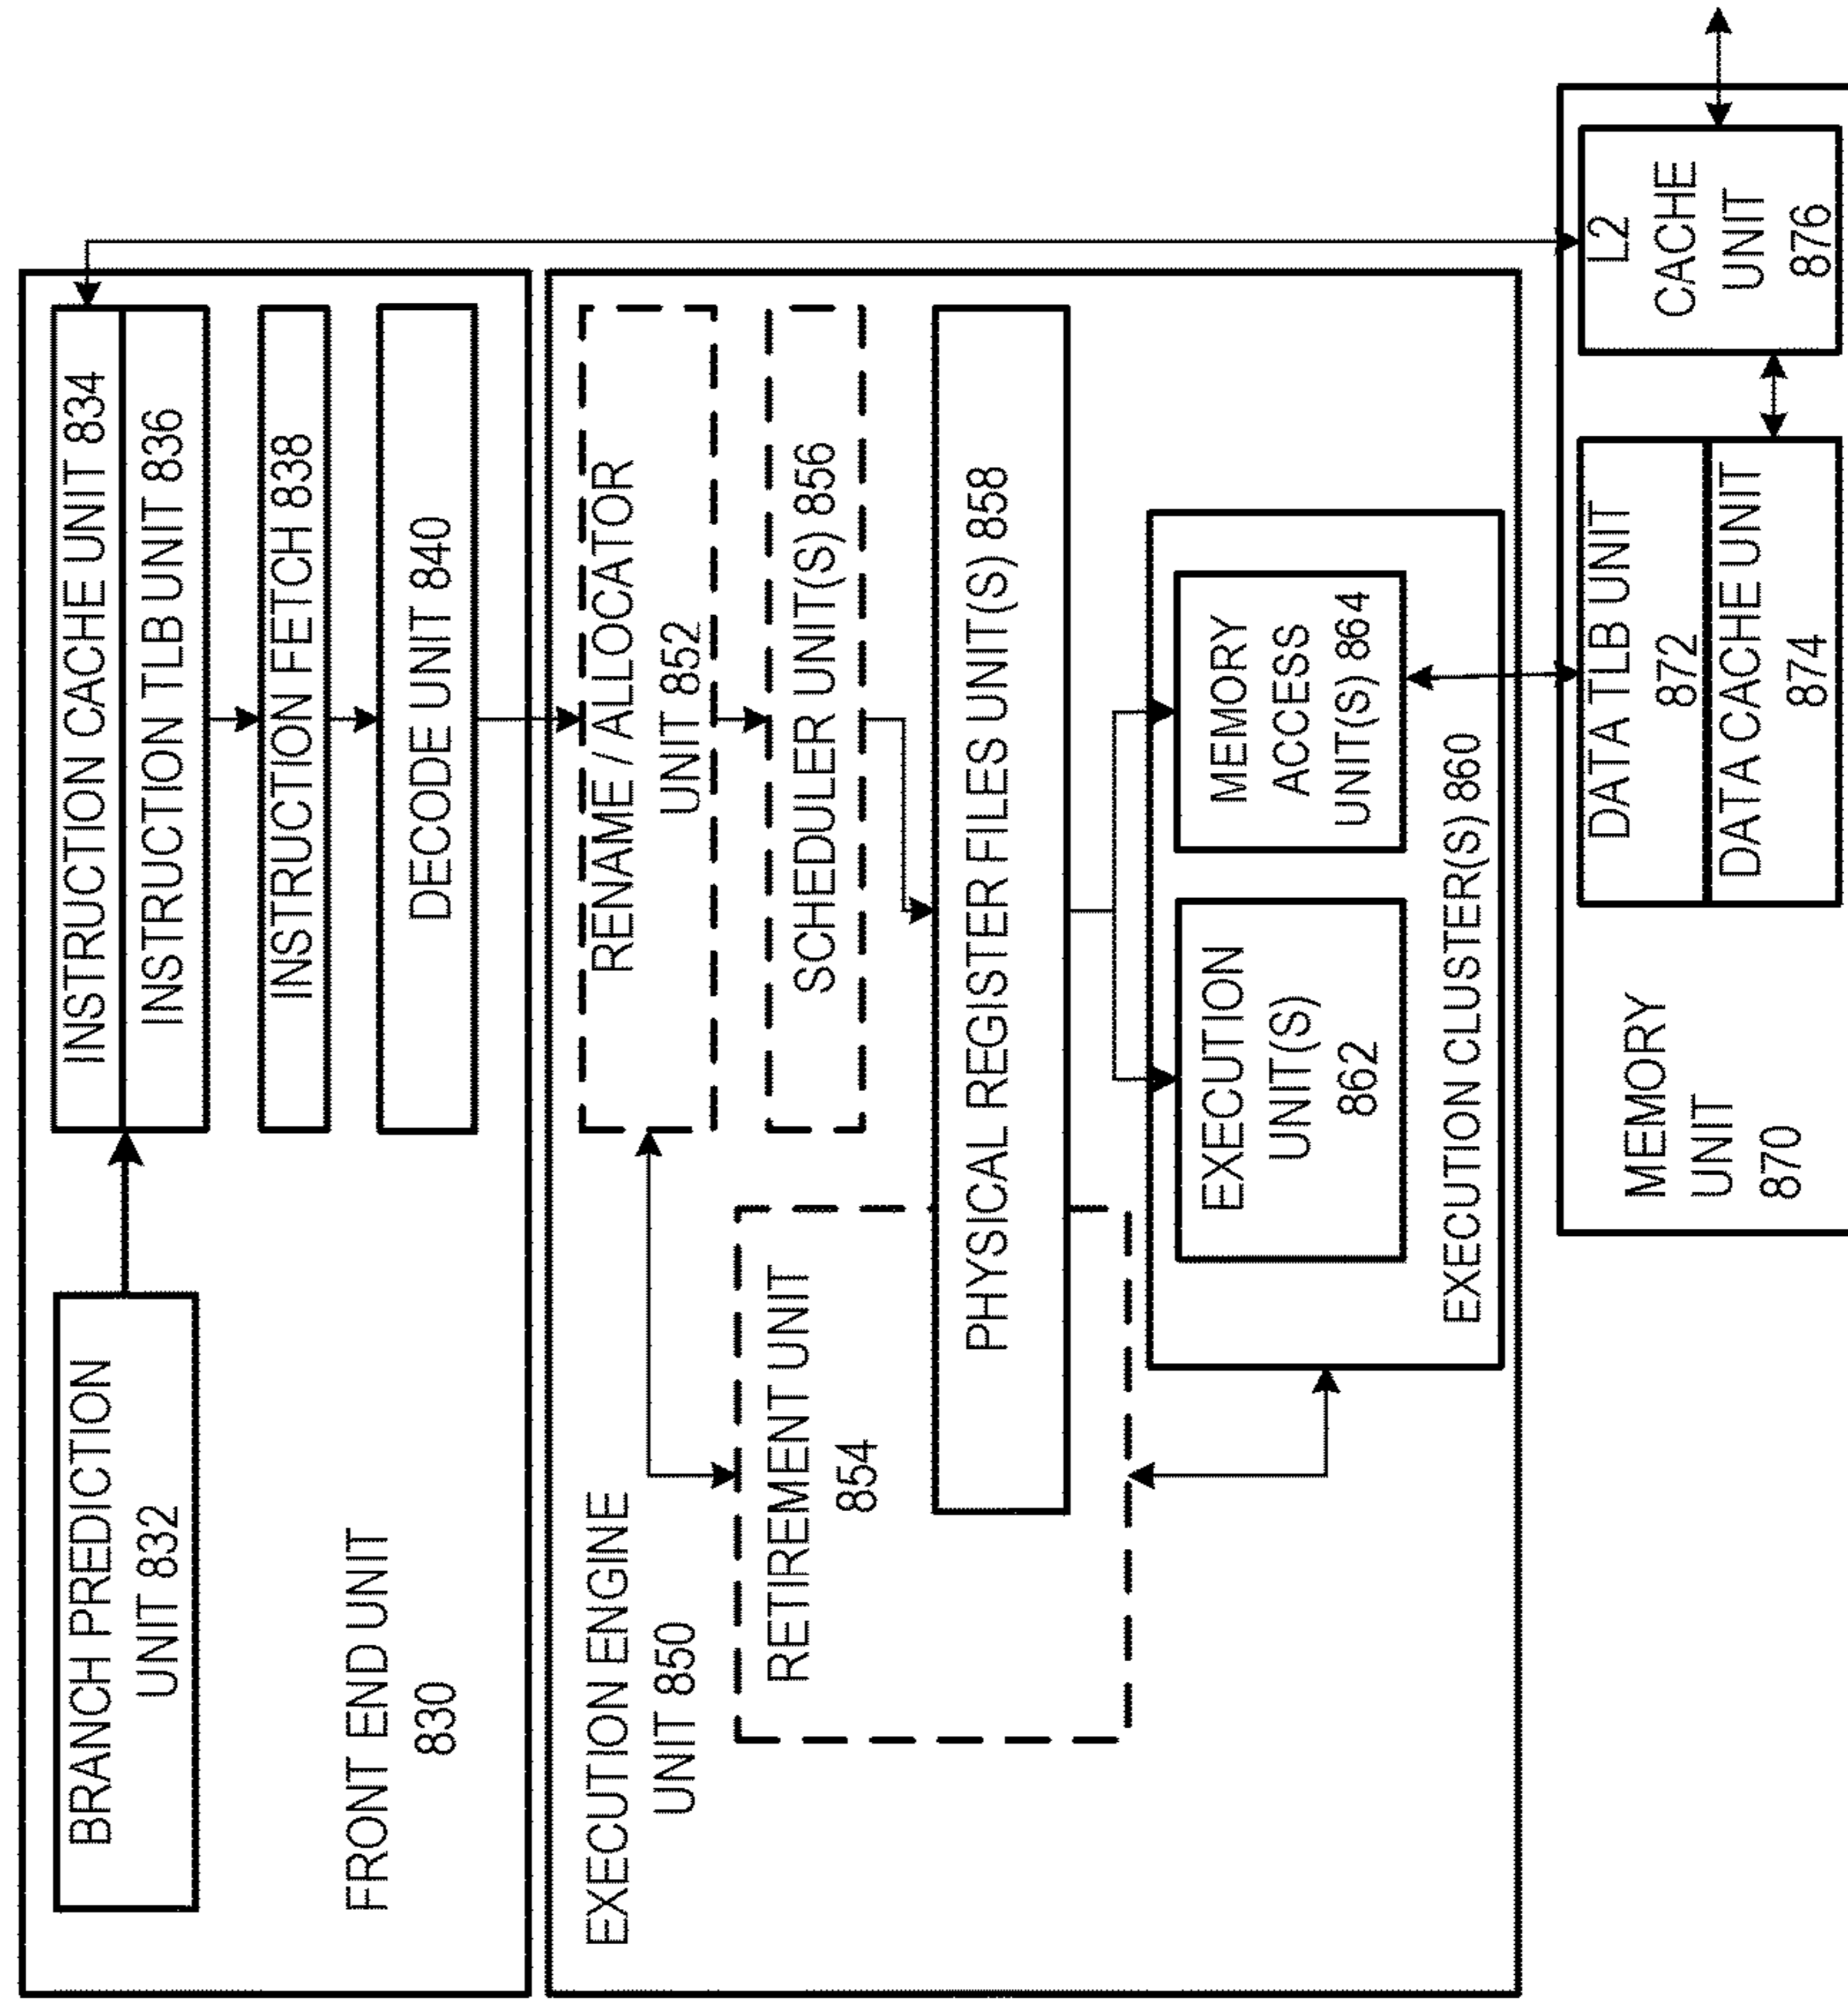 BRANCH PREDICTION
UNIT 832
INSTRUCTION CACHE UNIT 834
INSTRUCTION TLB UNIT 836
INSTRUCTION FETCH 838
FRONT END UNIT
830
DECODE UNIT 840
EXECUTION ENGINE
UNIT 850
RENAME / ALLOCATOR
UNIT 852
RETIREMENT UNIT
854
SCHEDULER UNIT(S) 856
PHYSICAL REGISTER FILES UNIT(S) 858
EXECUTION
UNIT(S)
862
MEMORY
ACCESS
UNIT(S) 864
EXECUTION CLUSTER(S) 860
MEMORY
UNIT
870
DATA TLB UNIT
872
DATA CACHE UNIT
874
L2
CACHE
UNIT
876